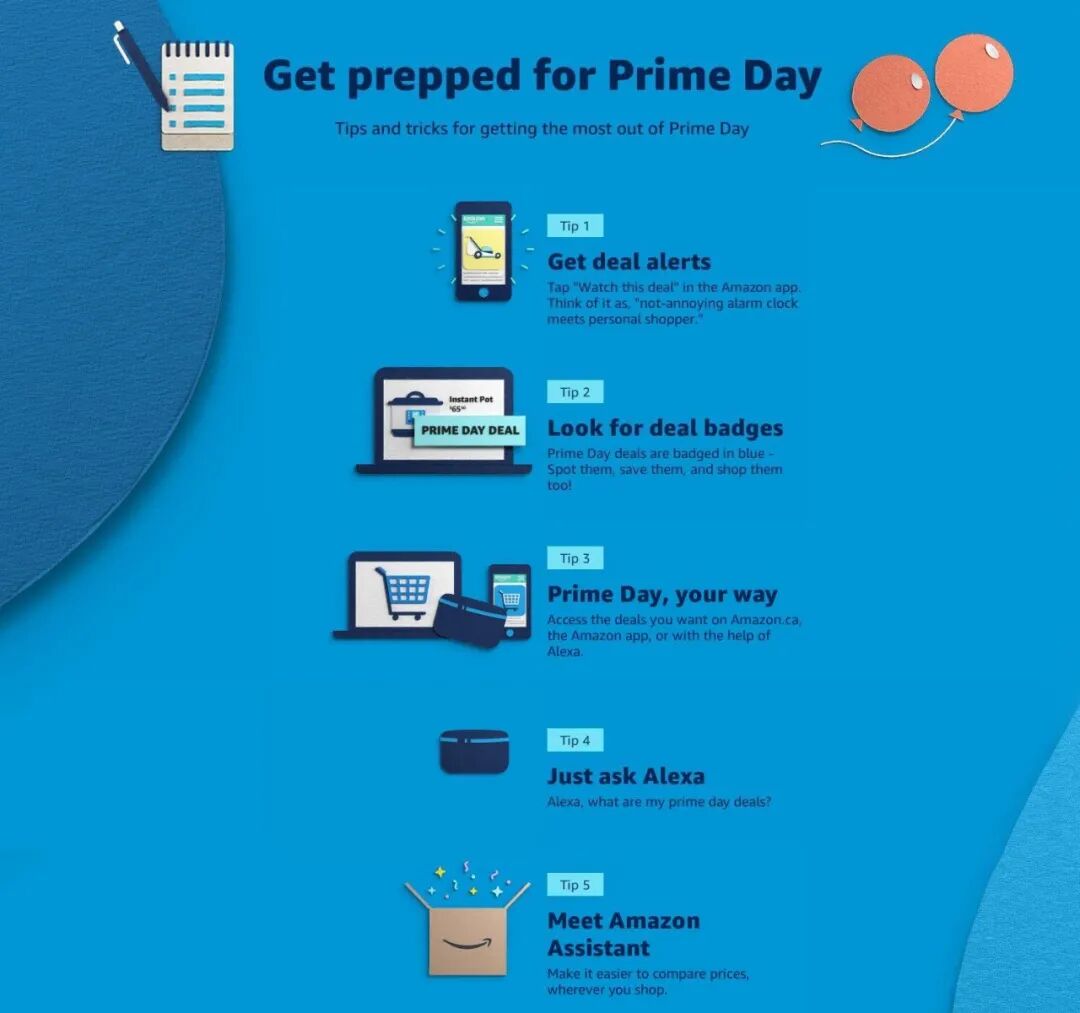 Get prepped for Prime Day
Tips and tricks for getting the most out of Prime Day
Tip 1
Get deal alerts
Tap "Watch this deal" in the Amazon app.
Think of it as, "not-annoying alarm clock
meets personal shopper."
Instant Pot
$65
PRIME DAY DEAL
Tip 2
Look for deal badges
Prime Day deals are badged in blue -
Spot them, save them, and shop them
too!
Tip 3
Prime Day, your way
Access the deals you want on Amazon.ca,
the Amazon app, or with the help of
Alexa.
Tip 4
Just ask Alexa
Alexa, what are my prime day deals?
Tip 5
Meet Amazon
Assistant
Make it easier to compare prices,
wherever you shop.